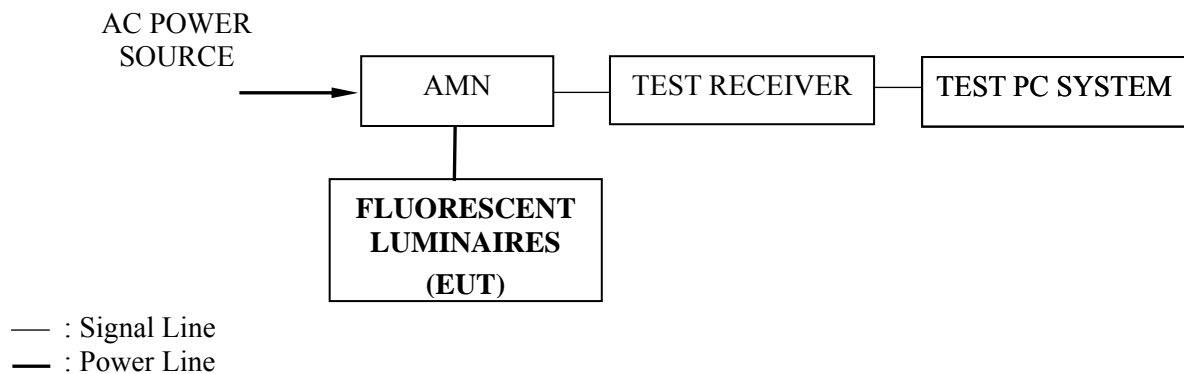 AC POWER
SOURCE
AMN
TEST RECEIVER
TEST PC SYSTEM
FLUORESCENT
LUMINAIRES
(EUT)
: Signal Line
: Power Line